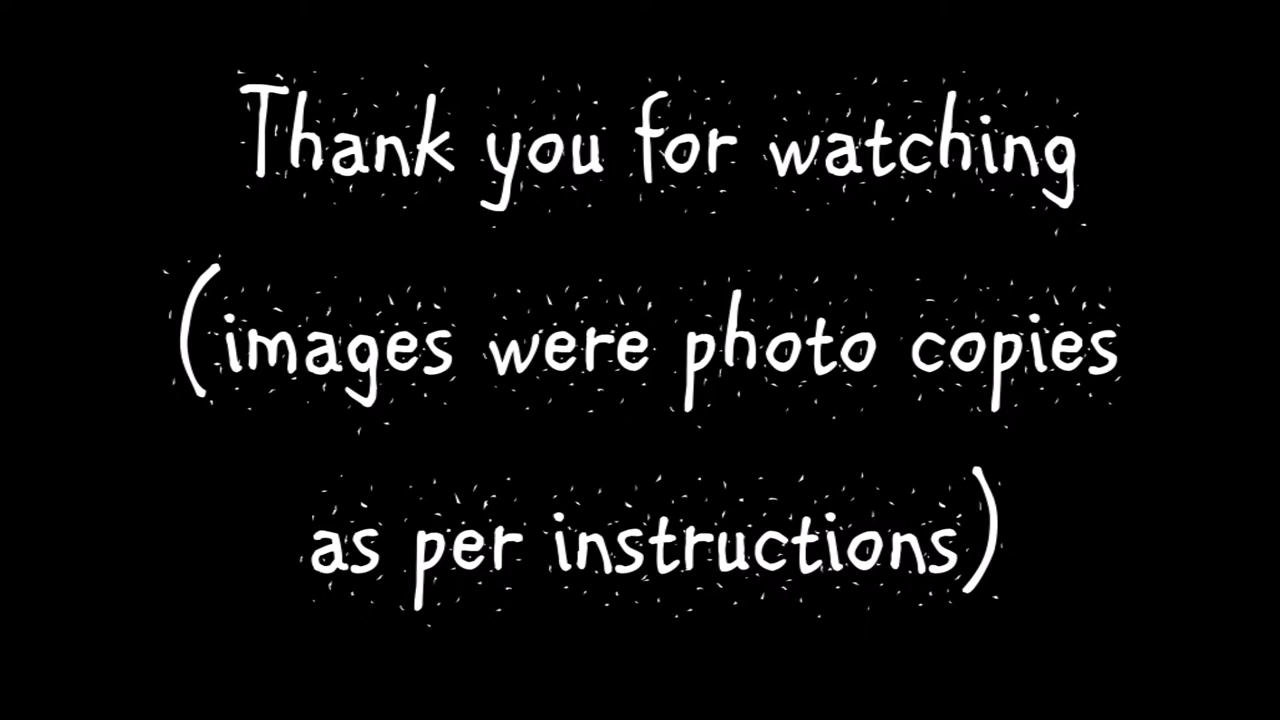 Thank you for watching
(images were photo copies
as per instructions)